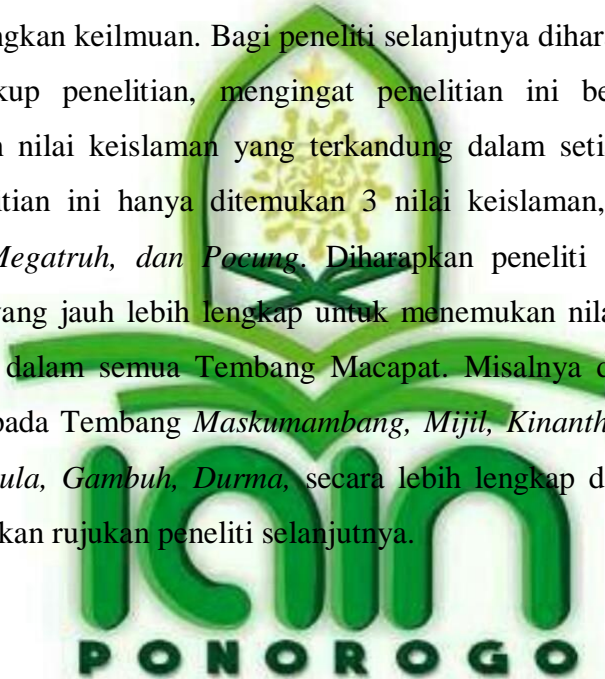 ngkan keilmuan. Bagi peneliti selanjutnya dihar
kup penelitian, mengingat penelitian ini be
n nilai keislaman yang terkandung dalam seti
itian ini hanya ditemukan 3 nilai keislaman,
Megatruh, dan Pocung. Diharapkan peneliti
yang jauh lebih lengkap untuk menemukan nila
dalam semua Tembang Macapat. Misalnya d
pada Tembang Maskumambang, Mijil, Kinanth
ula, Gambuh, Durma, secara lebih lengkap d
kan rujukan peneliti selanjutnya.
IAIN
PONOROGO